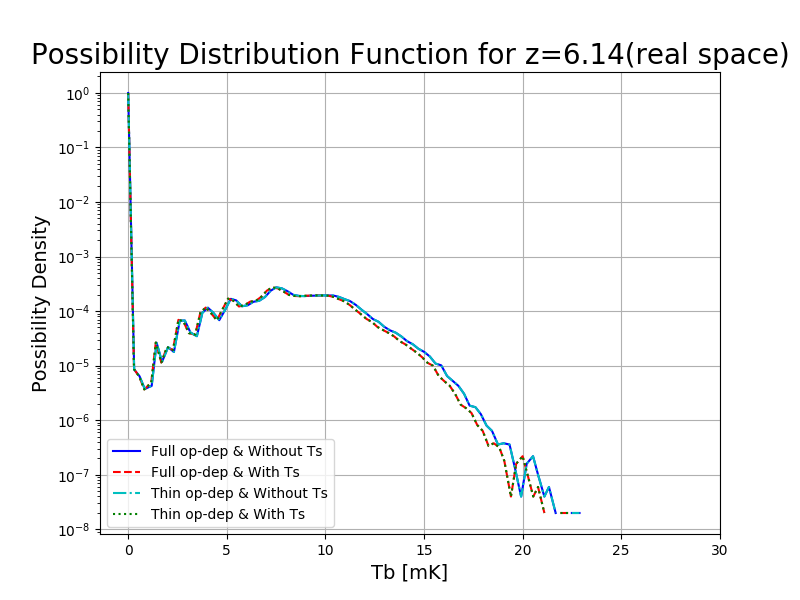 Possibility Distribution Function for z=6.14(real space)
Possibility Density
10⁰
10⁻¹
10⁻²
10⁻³
10⁻⁴
10⁻⁵
10⁻⁶
10⁻⁷
10⁻⁸
Full op-dep & Without Ts
Full op-dep & With Ts
Thin op-dep & Without Ts
Thin op-dep & With Ts
0 5 10 15 20 25 30
Tb [mK]